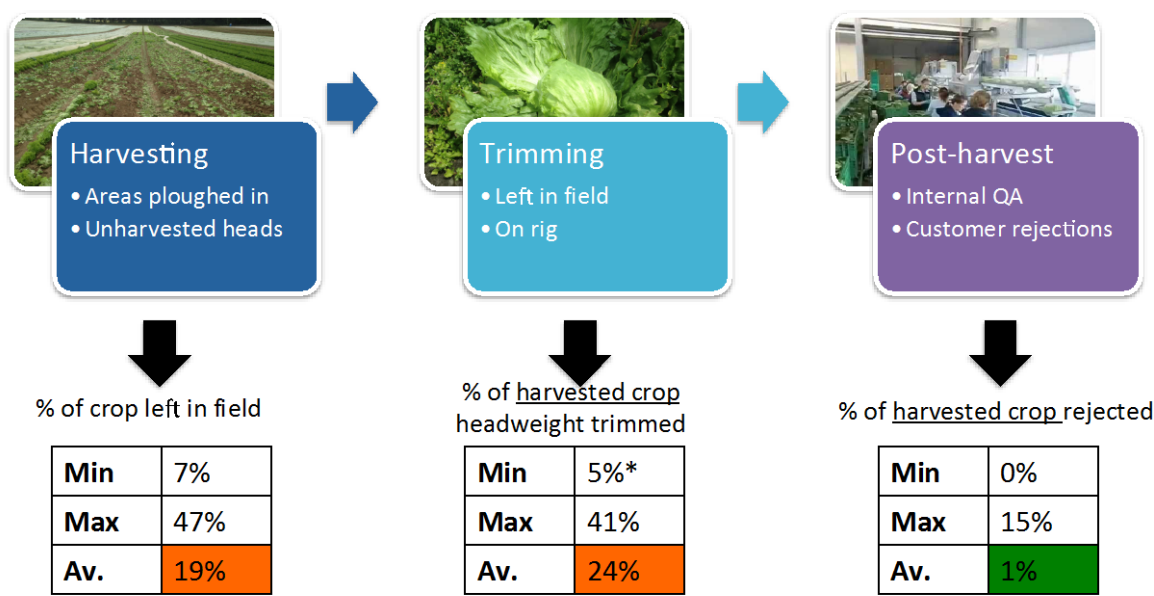 Harvesting
• Areas ploughed in
• Unharvested heads
Trimming
• Left in field
• On rig
Post-harvest
• Internal QA
• Customer rejections
% of crop left in field
Min 7%
Max 47%
Av. 19%
% of harvested crop
headweight trimmed
Min 5%*
Max 41%
Av. 24%
% of harvested crop rejected
Min 0%
Max 15%
Av. 1%